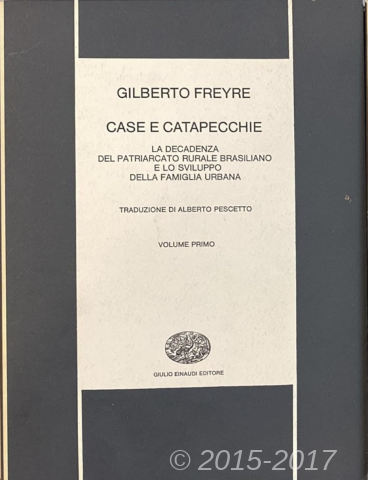 GILBERTO FREYRE
CASE E CATAPECCHIE
LA DECADENZA
DEL PATRIARCATO RURALE BRASILIANO
E LO SVILUPPO
DELLA FAMIGLIA URBANA
TRADUZIONE DI ALBERTO PESCETTO
VOLUME PRIMO
GIULIO EINAUDI EDITORE
© 2015-2017